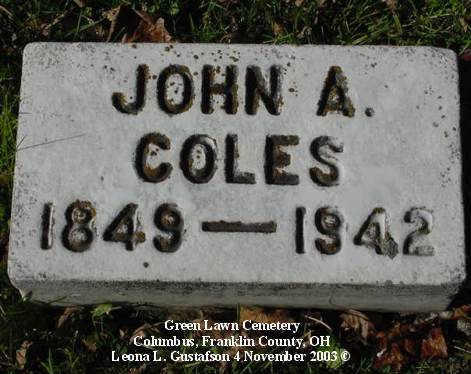 JOHN A.
COLES
1849 — 1942
Green Lawn Cemetery
Columbus, Franklin County, OH
Leona L. Gustafson 4 November 2003 ©